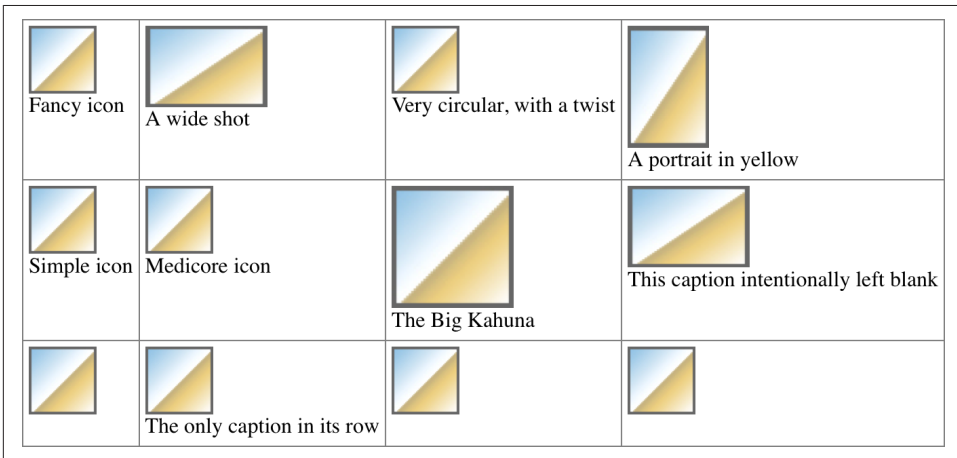 Fancy icon
A wide shot
Very circular, with a twist
A portrait in yellow
Simple icon
Medicore icon
The Big Kahuna
This caption intentionally left blank
The only caption in its row